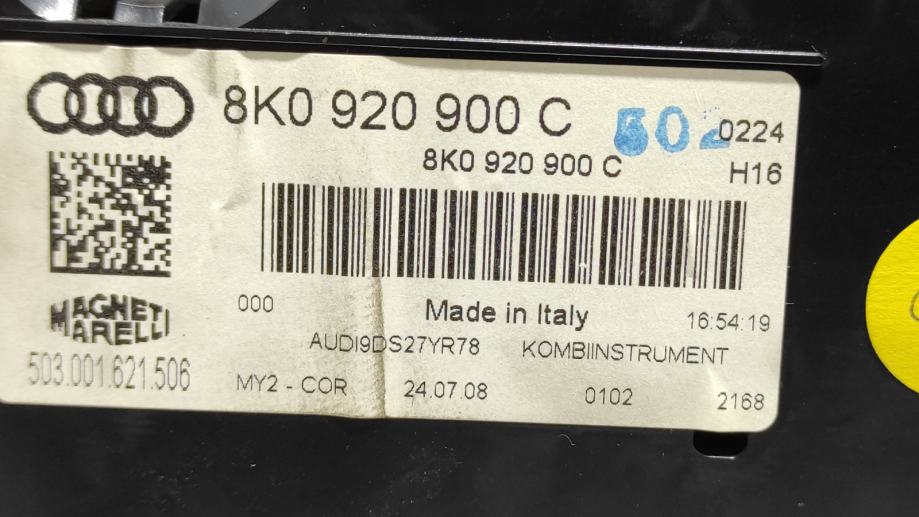 8K0 920 900 C
0224
8K0 920 900 C
H16
MAGNETI
MARELLI
503.001.621.506
000
Made in Italy
16:54:19
AUDI9DS27YR78
KOMBIINSTRUMENT
MY2 - COR
24.07.08
0102
2168